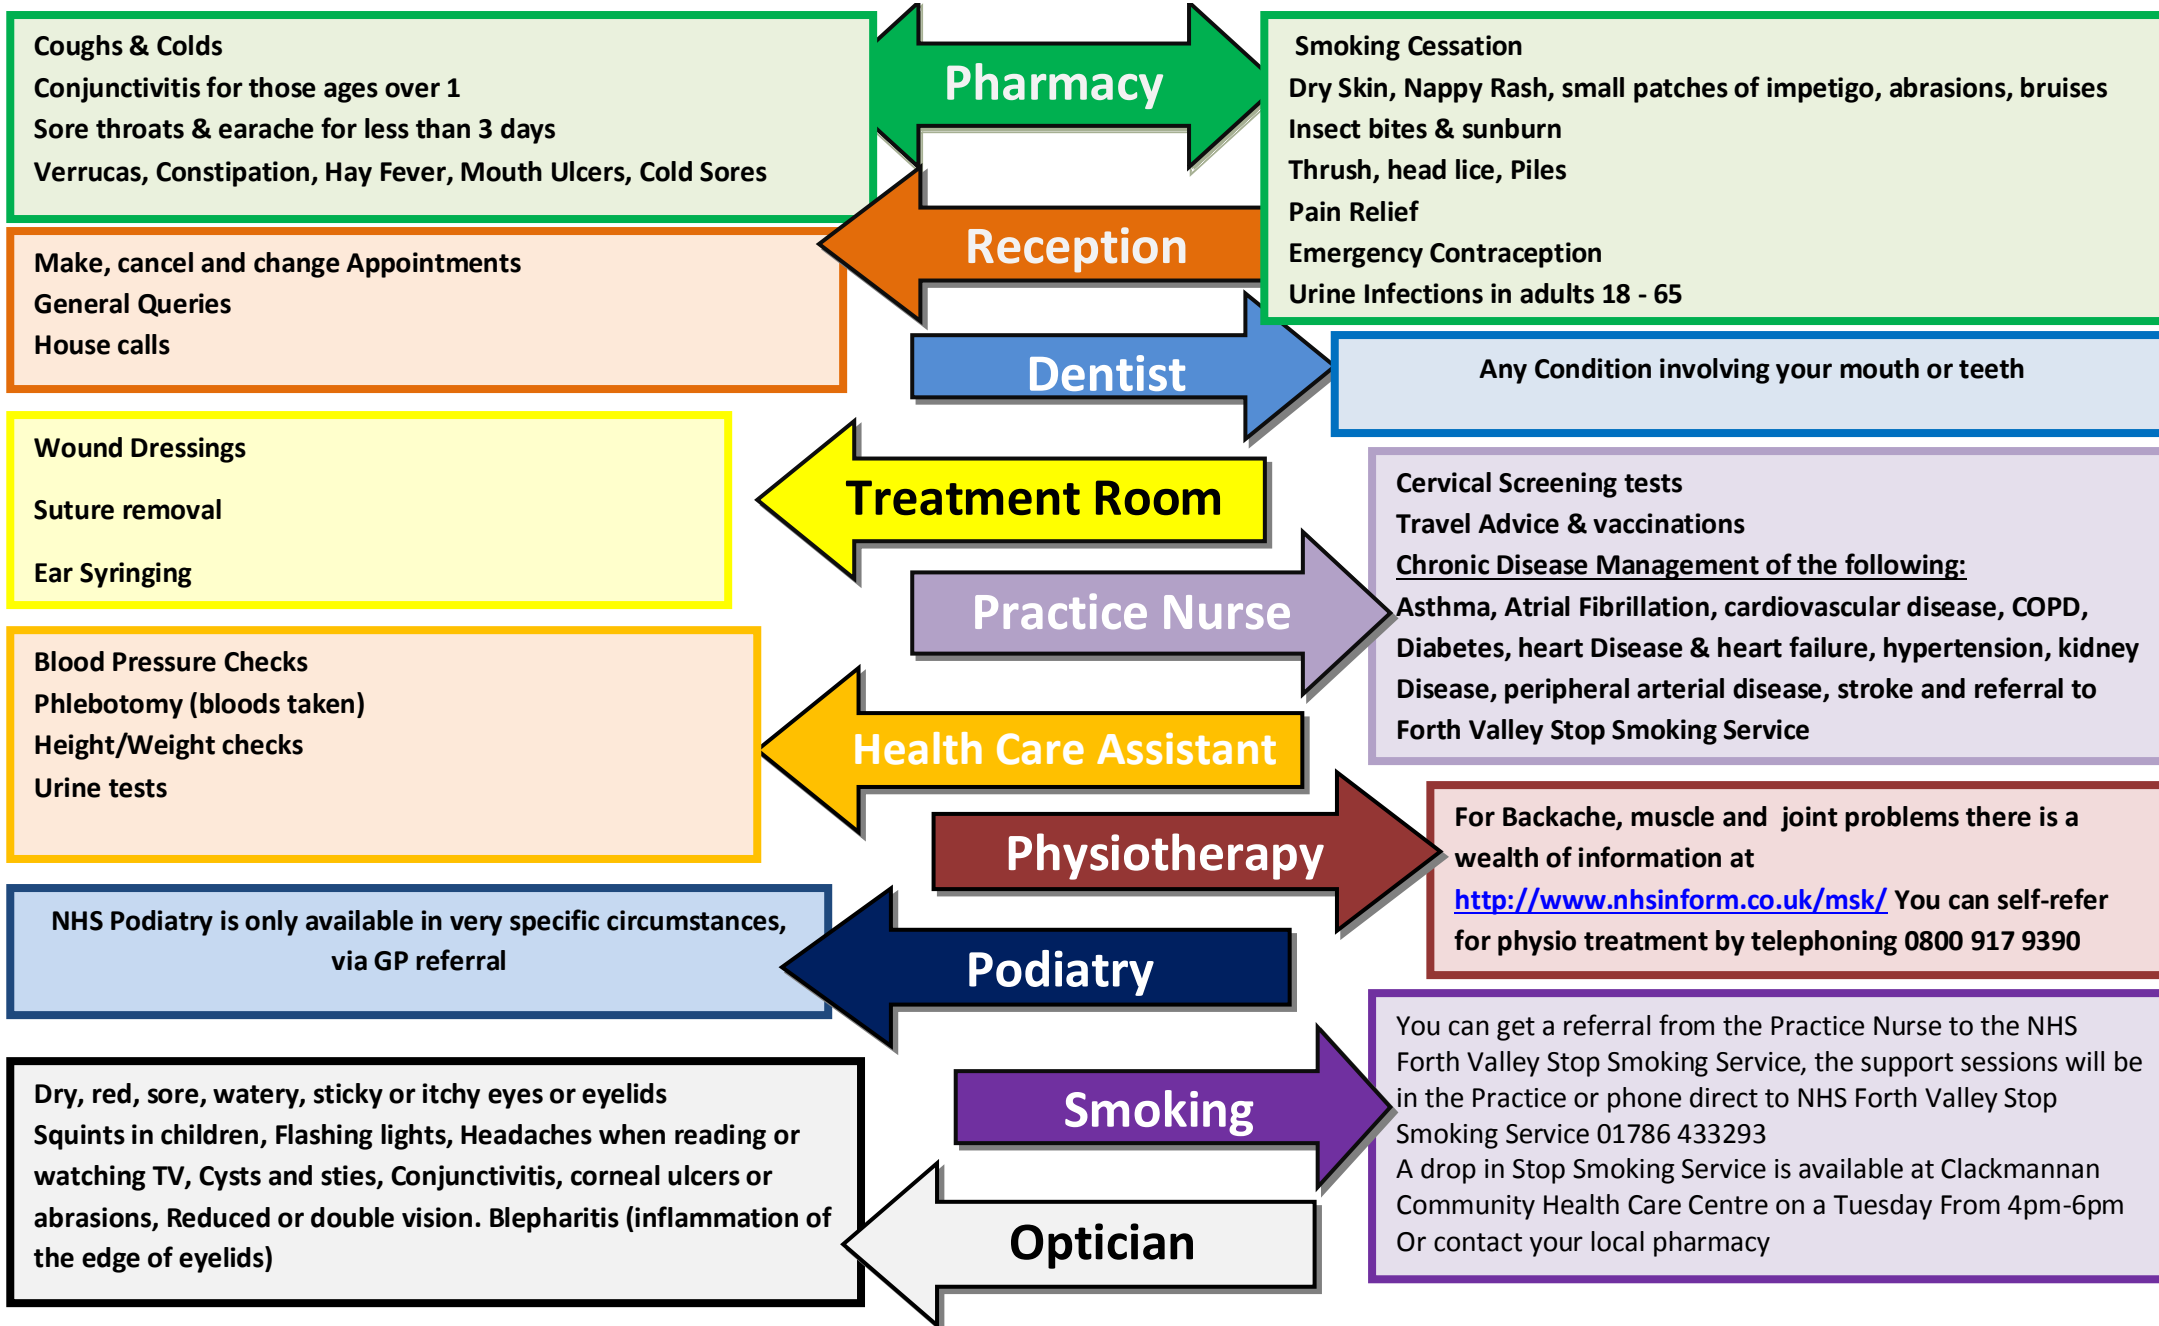 Coughs & Colds
Conjunctivitis for those ages over 1
Sore throats & earache for less than 3 days
Verrucas, Constipation, Hay Fever, Mouth Ulcers, Cold Sores
Pharmacy
Smoking Cessation
Dry Skin, Nappy Rash, small patches of impetigo, abrasions, bruises
Insect bites & sunburn
Thrush, head lice, Piles
Pain Relief
Emergency Contraception
Urine Infections in adults 18 - 65
Reception
Make, cancel and change Appointments
General Queries
House calls
Dentist
Any Condition involving your mouth or teeth
Treatment Room
Wound Dressings
Suture removal
Ear Syringing
Practice Nurse
Cervical Screening tests
Travel Advice & vaccinations
Chronic Disease Management of the following:
Asthma, Atrial Fibrillation, cardiovascular disease, COPD,
Diabetes, heart Disease & heart failure, hypertension, kidney
Disease, peripheral arterial disease, stroke and referral to
Forth Valley Stop Smoking Service
Health Care Assistant
Blood Pressure Checks
Phlebotomy (bloods taken)
Height/Weight checks
Urine tests
Physiotherapy
For Backache, muscle and joint problems there is a
wealth of information at
http://www.nhsinform.co.uk/msk/ You can self-refer
for physio treatment by telephoning 0800 917 9390
Podiatry
NHS Podiatry is only available in very specific circumstances,
via GP referral
Smoking
You can get a referral from the Practice Nurse to the NHS
Forth Valley Stop Smoking Service, the support sessions will be
in the Practice or phone direct to NHS Forth Valley Stop
Smoking Service 01786 433293
A drop in Stop Smoking Service is available at Clackmannan
Community Health Care Centre on a Tuesday From 4pm-6pm
Or contact your local pharmacy
Optician
Dry, red, sore, watery, sticky or itchy eyes or eyelids
Squints in children, Flashing lights, Headaches when reading or
watching TV, Cysts and sties, Conjunctivitis, corneal ulcers or
abrasions, Reduced or double vision. Blepharitis (inflammation of
the edge of eyelids)